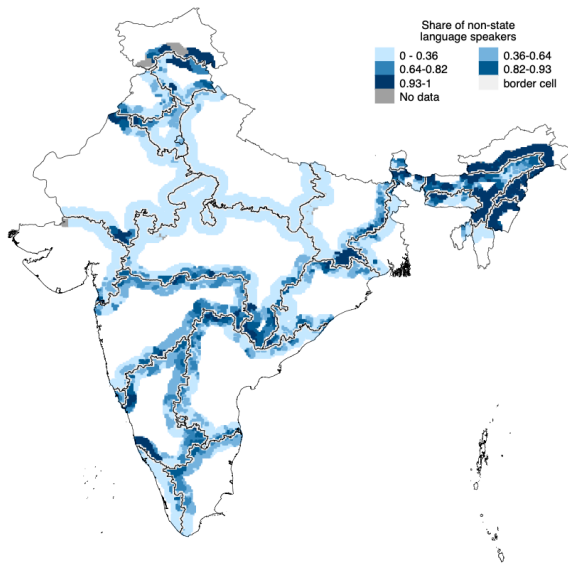 Share of non-state
language speakers
0 - 0.36 0.36-0.64
0.64-0.82 0.82-0.93
0.93-1 border cell
No data